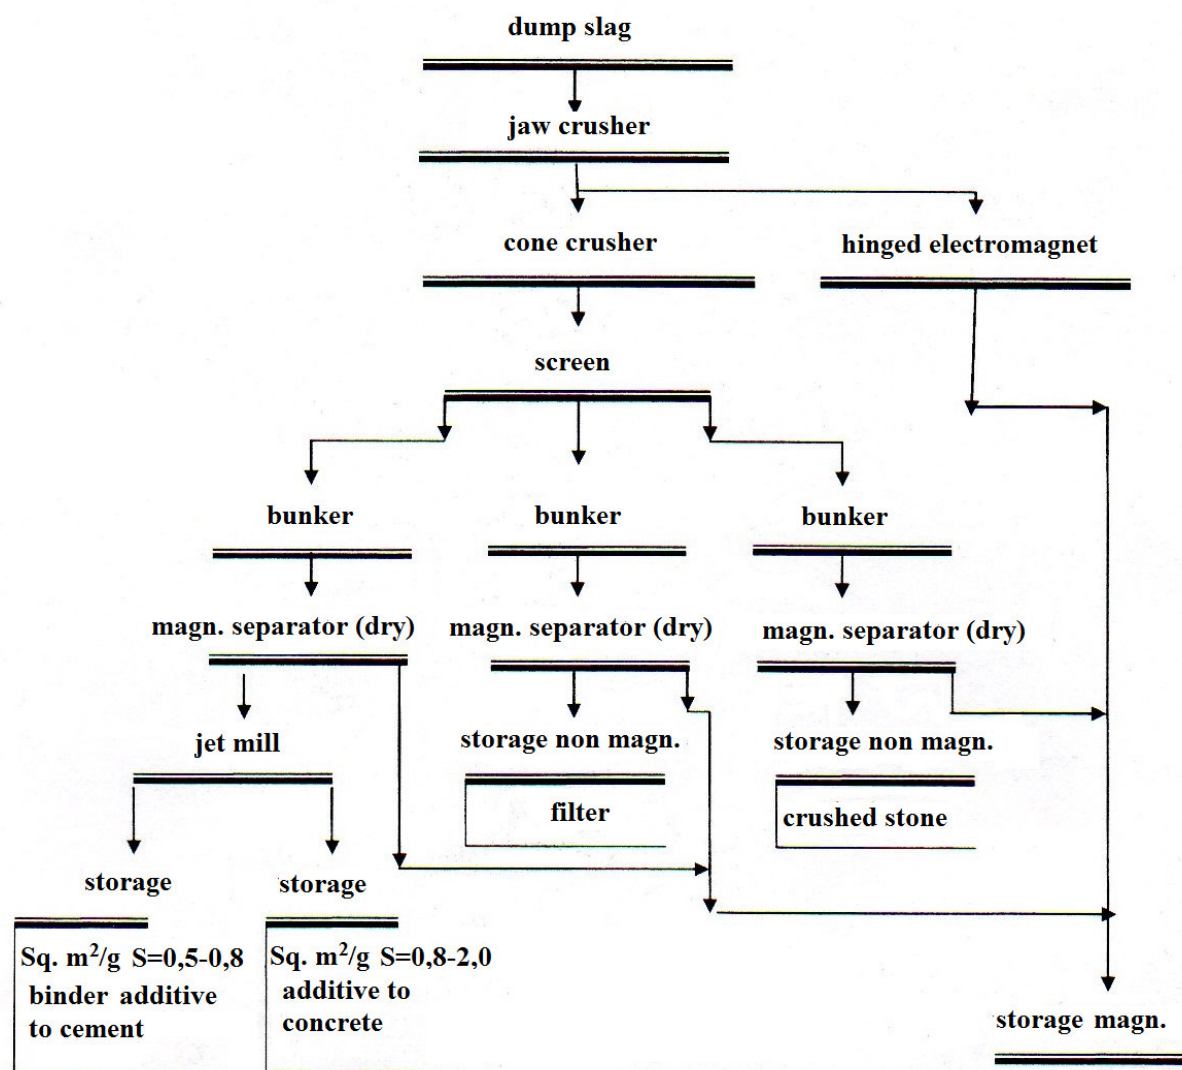 dump slag
jaw crusher
cone crusher
hinged electromagnet
screen
bunker
bunker
bunker
magn. separator (dry)
magn. separator (dry)
magn. separator (dry)
jet mill
storage non magn.
storage non magn.
filter
crushed stone
storage
storage
Sq. m²/g S=0,5-0,8
binder additive
to cement
Sq. m²/g S=0,8-2,0
additive to
concrete
storage magn.